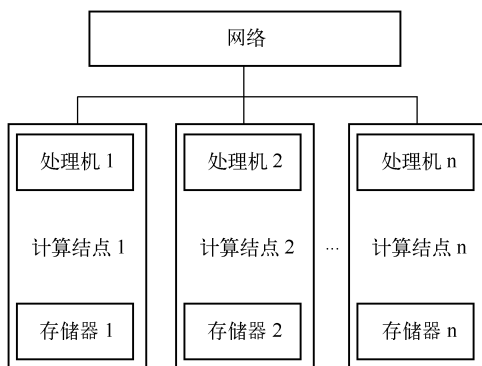 网络
处理机 1
处理机 2
处理机 n
计算结点 1
计算结点 2
...
计算结点 n
存储器 1
存储器 2
存储器 n